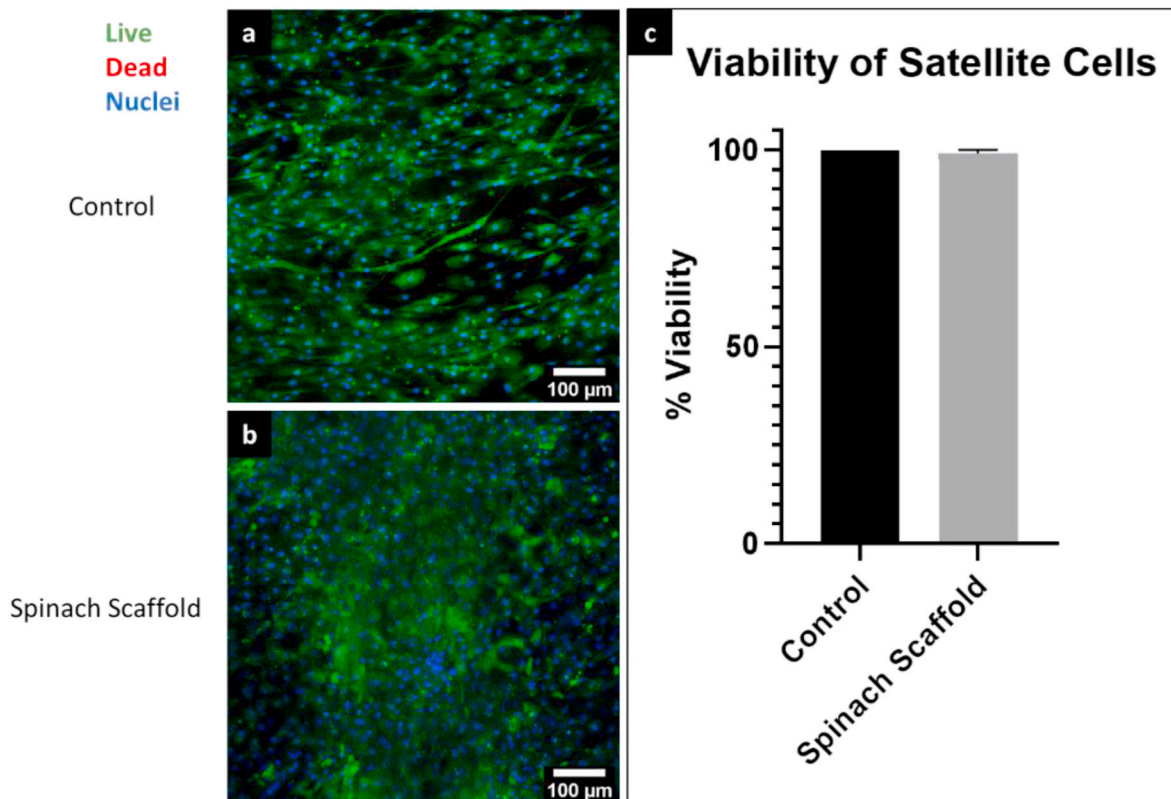 Live
Dead
Nuclei
Control
Spinach Scaffold
a
100 µm
b
100 µm
c
Viability of Satellite Cells
% Viability
100
50
0
Control
Spinach Scaffold